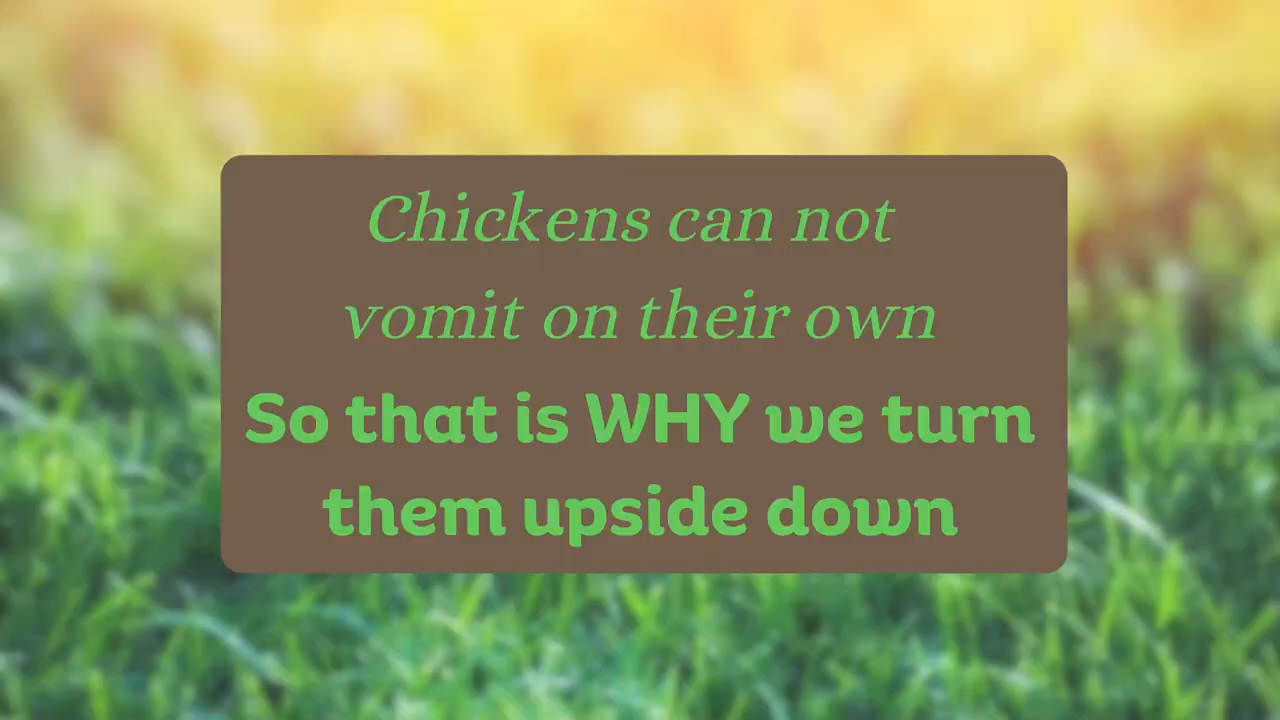 Chickens can not
vomit on their own
So that is WHY we turn
them upside down